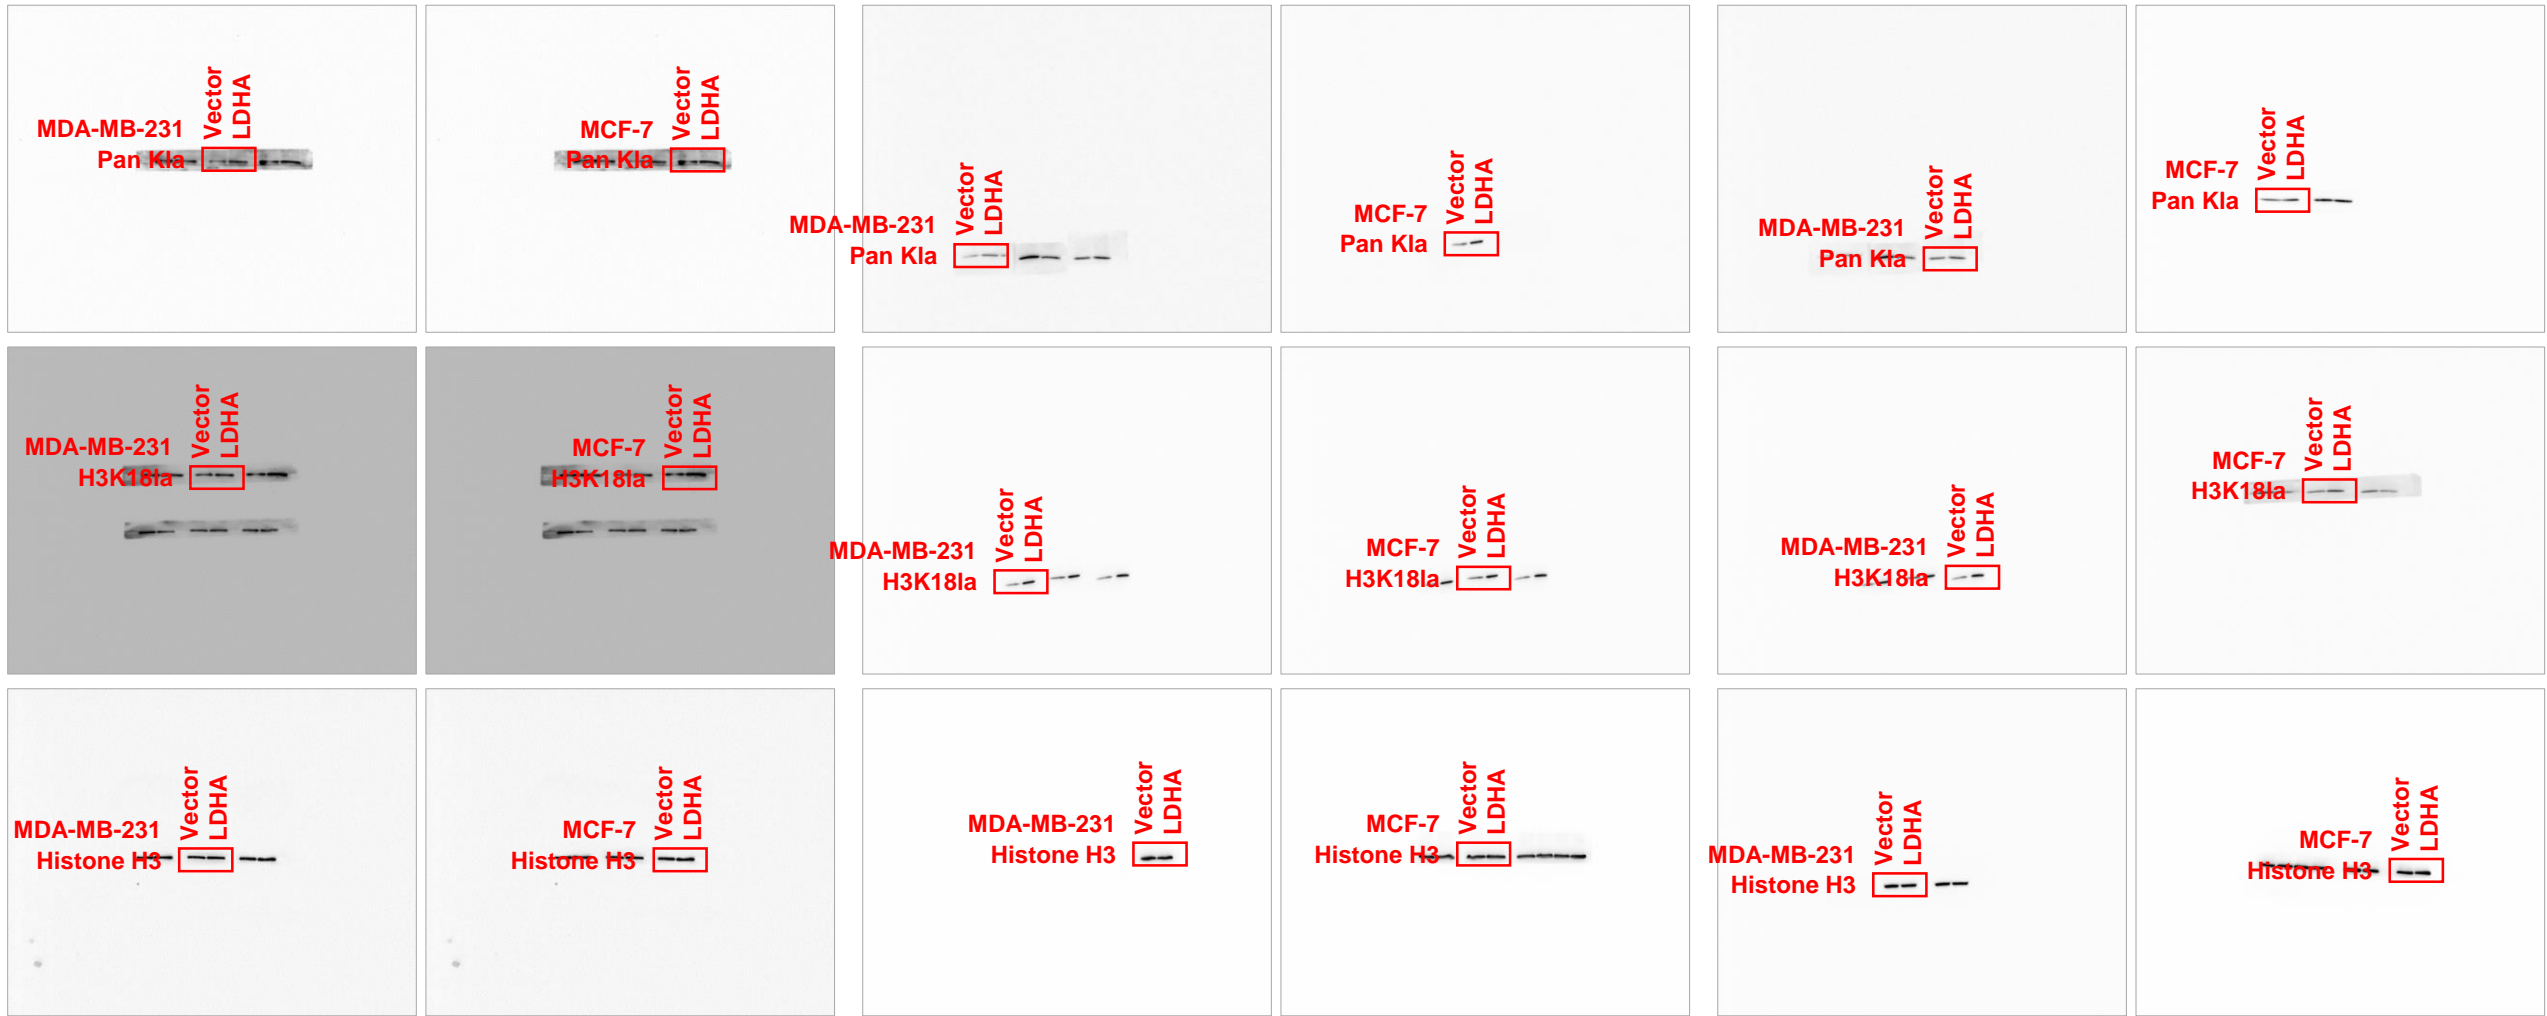 Vector
LDHA
MDA-MB-231
Pan Kla
Vector
LDHA
MCF-7
Pan Kla
Vector
LDHA
MDA-MB-231
Pan Kla
Vector
LDHA
MCF-7
Pan Kla
Vector
LDHA
MDA-MB-231
Pan Kla
Vector
LDHA
MCF-7
Pan Kla
Vector
LDHA
MDA-MB-231
H3K18la
Vector
LDHA
MCF-7
H3K18la
Vector
LDHA
MDA-MB-231
H3K18la
Vector
LDHA
MCF-7
H3K18la
Vector
LDHA
MDA-MB-231
H3K18la
Vector
LDHA
MCF-7
H3K18la
Vector
LDHA
MDA-MB-231
Histone H3
Vector
LDHA
MCF-7
Histone H3
Vector
LDHA
MDA-MB-231
Histone H3
Vector
LDHA
MCF-7
Histone H3
Vector
LDHA
MDA-MB-231
Histone H3
Vector
LDHA
MCF-7
Histone H3